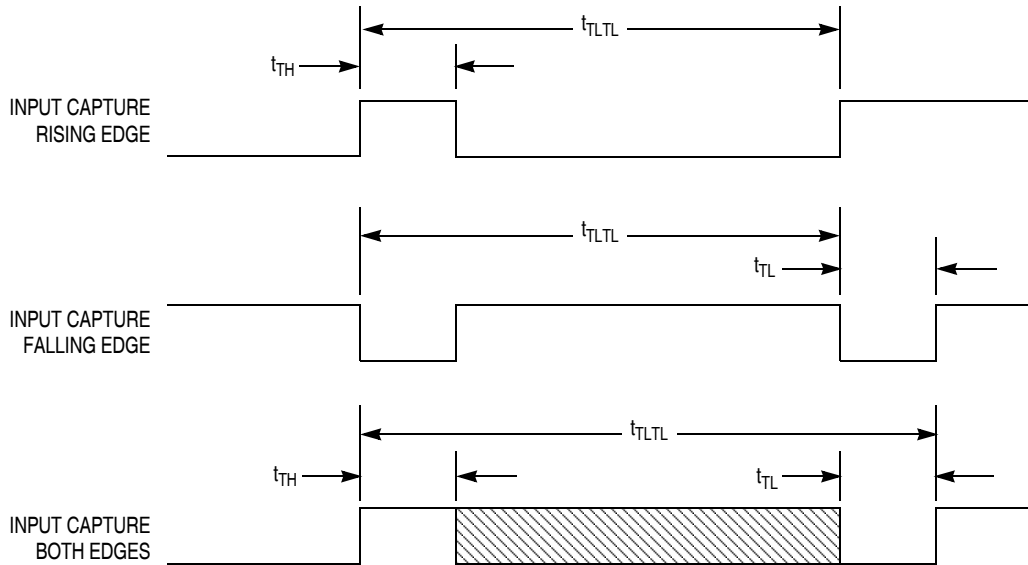 tTLTL
tTH
INPUT CAPTURE
RISING EDGE
tTLTL
tTL
INPUT CAPTURE
FALLING EDGE
tTLTL
tTH
tTL
INPUT CAPTURE
BOTH EDGES